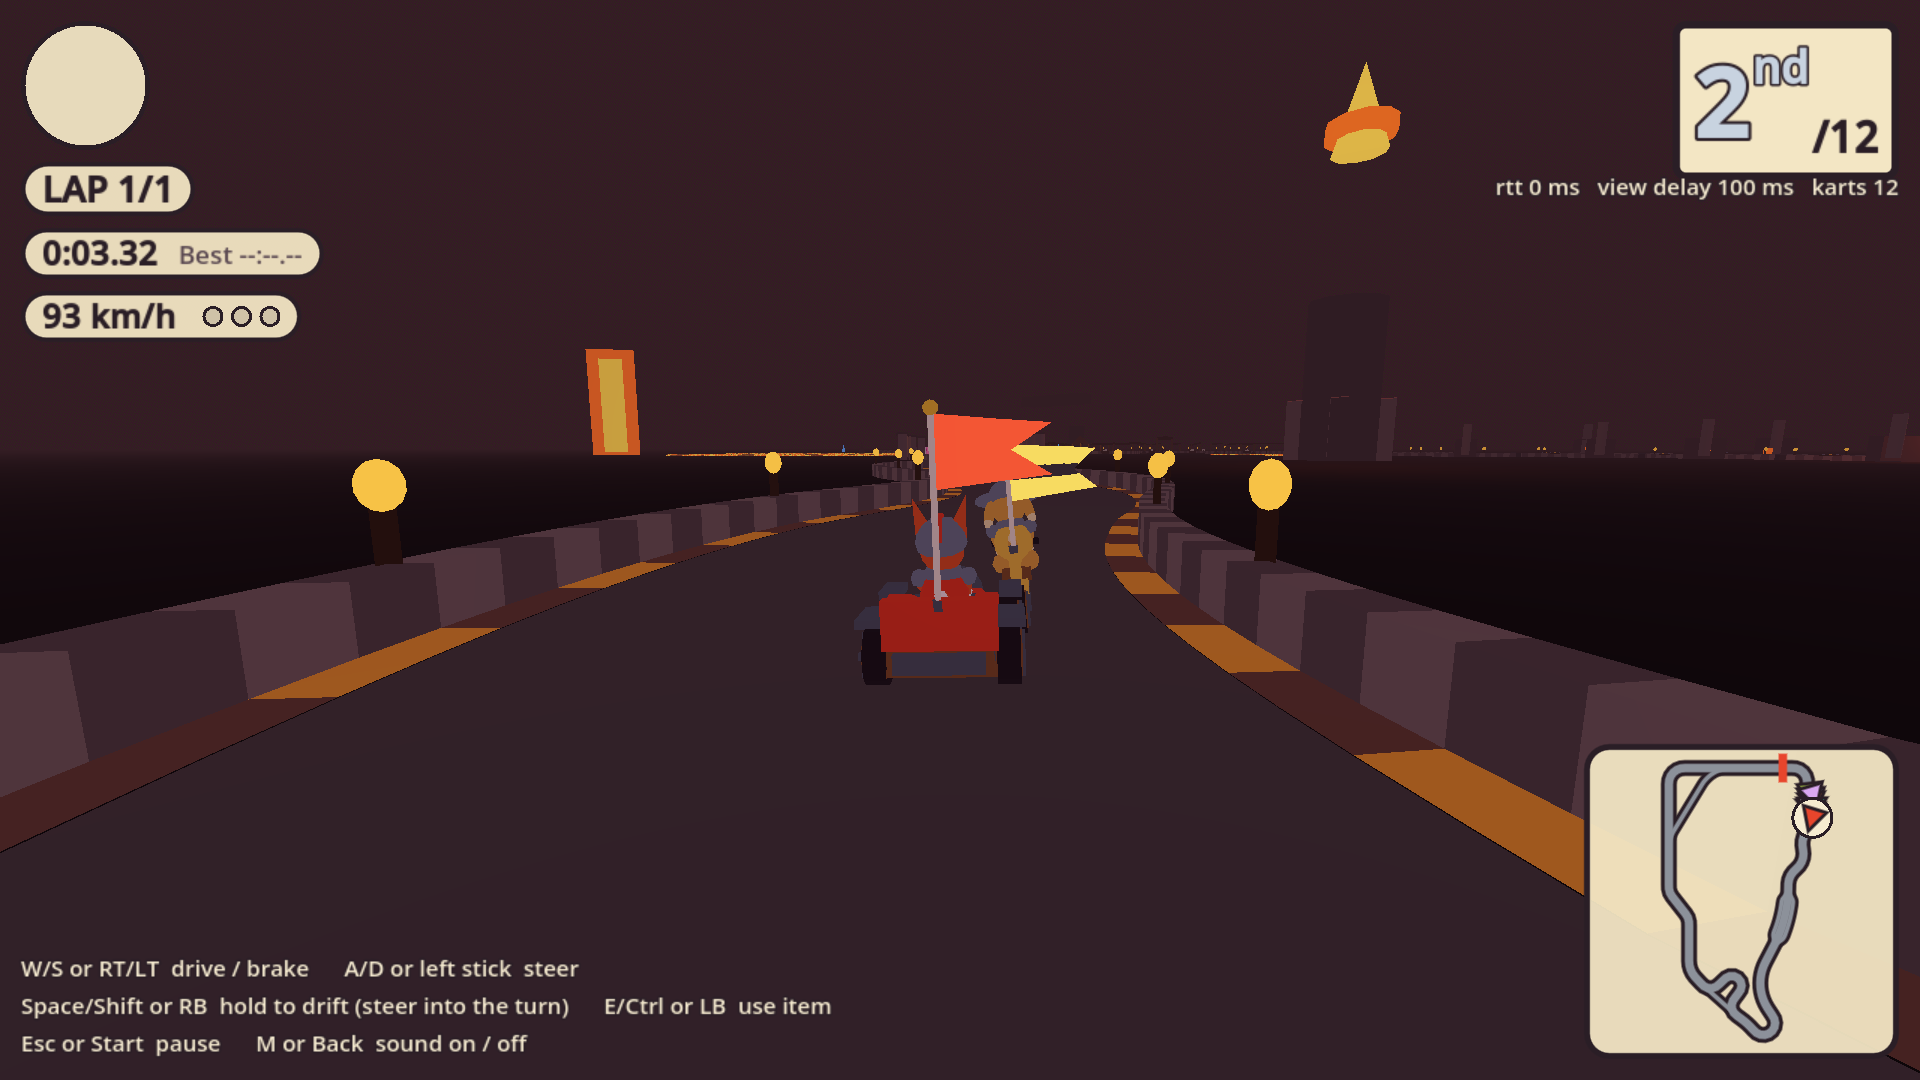 LAP 1/1
0:03.32 Best --:--.--
93 km/h
2nd /12
rtt 0 ms view delay 100 ms karts 12
W/S or RT/LT drive / brake A/D or left stick steer
Space/Shift or RB hold to drift (steer into the turn) E/Ctrl or LB use item
Esc or Start pause M or Back sound on / off